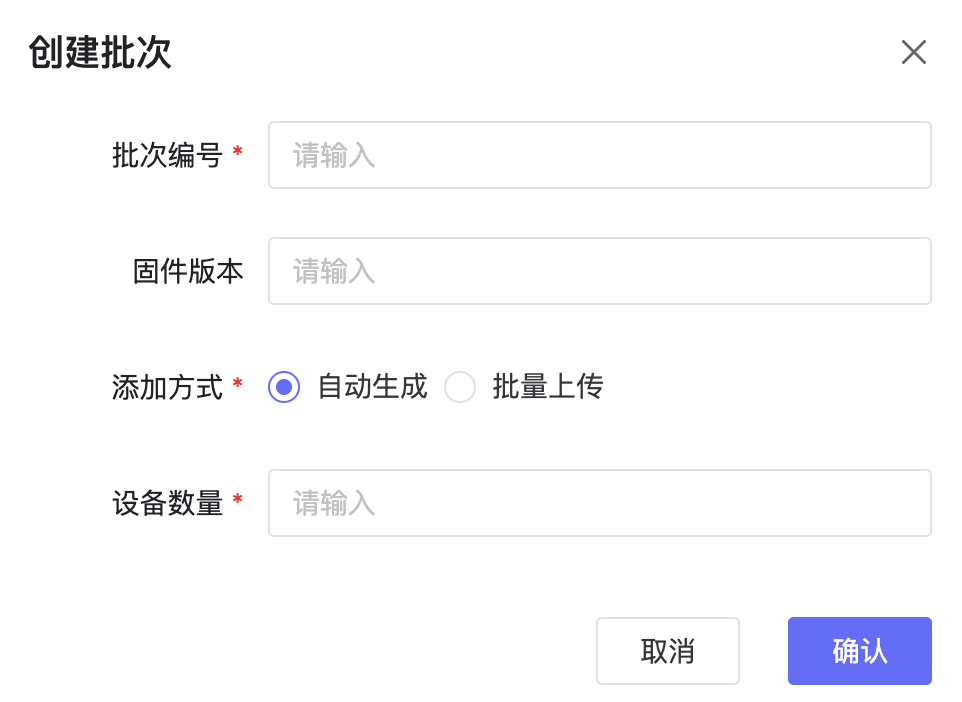 创建批次
批次编号 * 请输入
固件版本 请输入
添加方式 * 自动生成 批量上传
设备数量 * 请输入
取消 确认